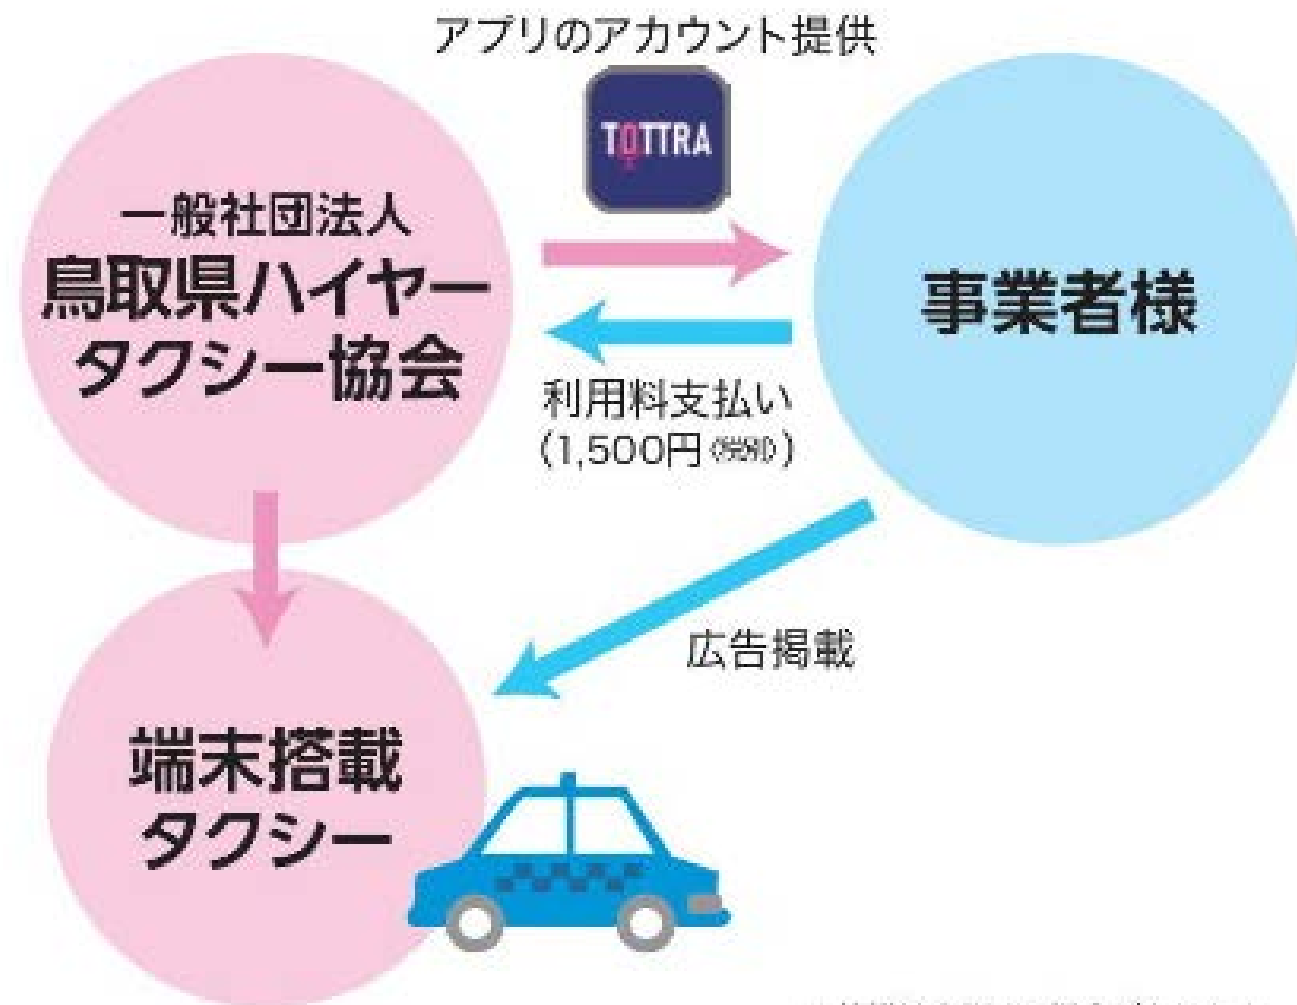 アプリのアカウント提供
TOTTRA
一般社団法人
鳥取県ハイヤー
タクシー協会
事業者様
利用料支払い
(1,500円(税別))
広告掲載
端末搭載
タクシー